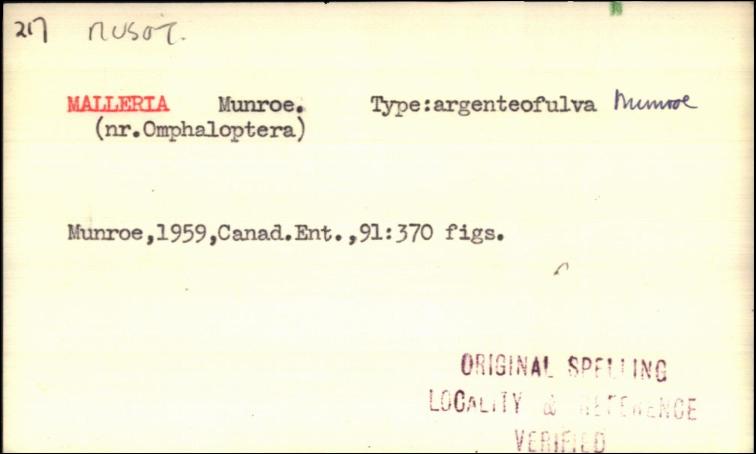 217 MUSOT.
MALLERIA Munroe. Type:argenteofulva Munroe
(nr.Omphaloptera)
Munroe,1959,Canad.Ent.,91:370 figs.
ORIGINAL SPELLING
LOCALITY & REFERENCE
VERIFIED